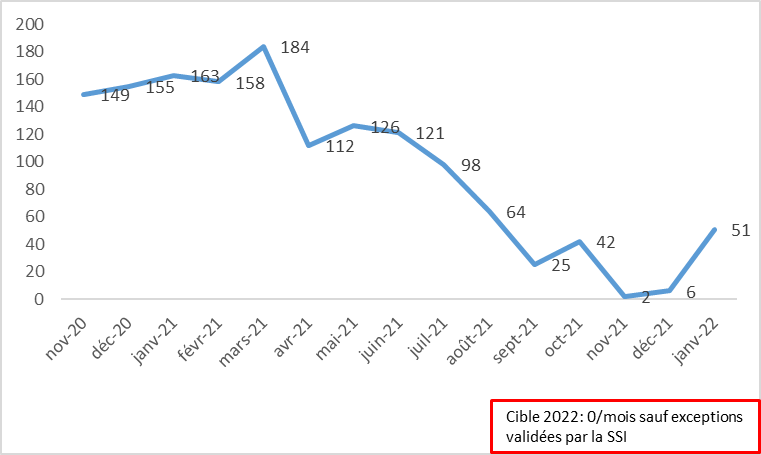 200
180
160
140
120
100
80
60
40
20
0
149
155
163
158
184
112
126
121
98
64
25
42
2
6
51
nov-20
déc-20
janv-21
févr-21
mars-21
avr-21
mai-21
juin-21
juil-21
août-21
sept-21
oct-21
nov-21
déc-21
janv-22
Cible 2022: 0/mois sauf exceptions
validées par la SSI